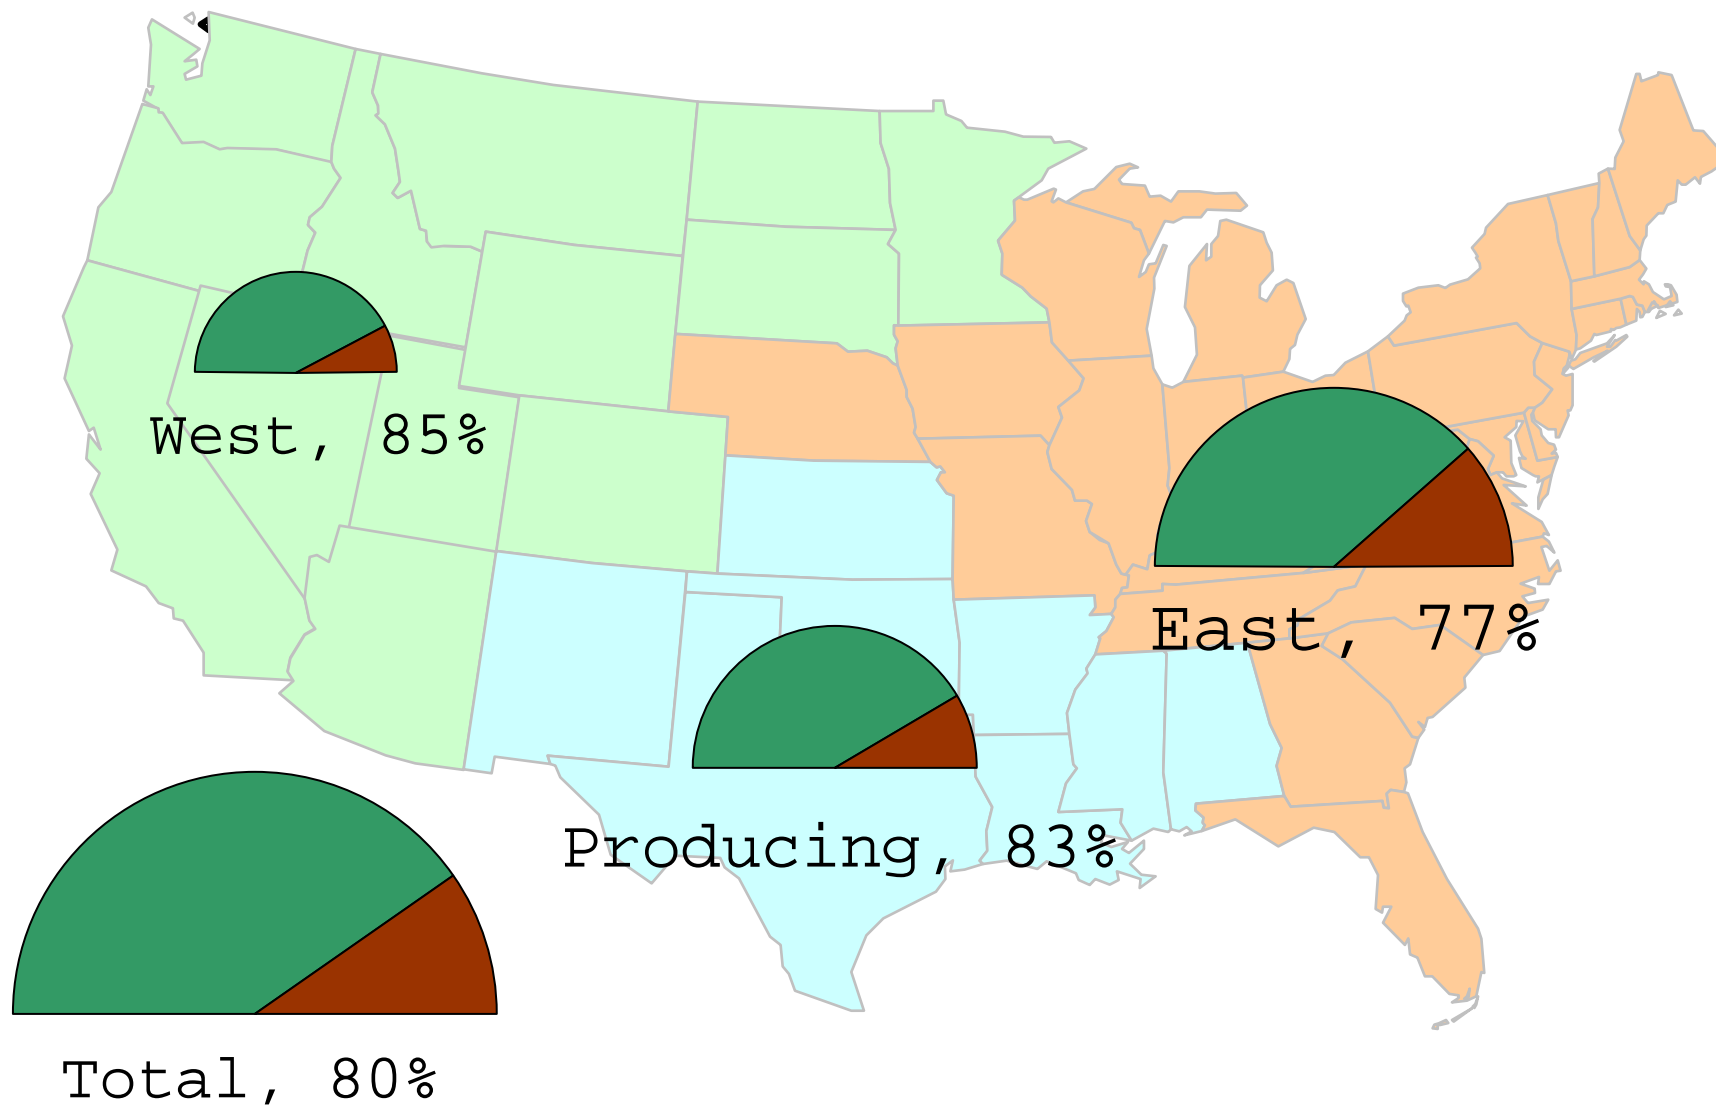 West, 85%
East, 77%
Producing, 83%
Total, 80%